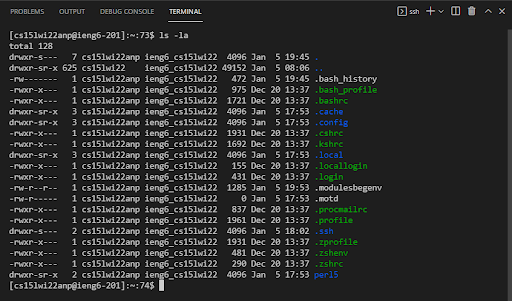 PROBLEMS OUTPUT DEBUG CONSOLE TERMINAL ssh
[cs15lwi22anp@ieng6-201]:~:73$ ls -la
total 128
drwxr-s--- 7 cs15lwi22anp ieng6_cs15lwi22 4096 Jan 5 19:45 .
drwxr-sr-x 625 cs15lwi22 ieng6_cs15lwi22 49152 Jan 5 08:06 ..
-rw------- 1 cs15lwi22anp ieng6_cs15lwi22 472 Jan 5 19:45 .bash_history
-rwxr-x--- 1 cs15lwi22anp ieng6_cs15lwi22 975 Dec 20 13:37 .bash_profile
-rwxr-x--- 1 cs15lwi22anp ieng6_cs15lwi22 1721 Dec 20 13:37 .bashrc
drwxr-sr-x 3 cs15lwi22anp ieng6_cs15lwi22 4096 Jan 5 17:53 .cache
drwxr-sr-x 3 cs15lwi22anp ieng6_cs15lwi22 4096 Jan 5 17:53 .config
-rwxr-x--- 1 cs15lwi22anp ieng6_cs15lwi22 1931 Dec 20 13:37 .cshrc
-rwxr-x--- 1 cs15lwi22anp ieng6_cs15lwi22 1692 Dec 20 13:37 .kshrc
drwxr-sr-x 3 cs15lwi22anp ieng6_cs15lwi22 4096 Jan 5 17:53 .local
-rwxr-x--- 1 cs15lwi22anp ieng6_cs15lwi22 155 Dec 20 13:37 .locallogin
-rwxr-x--- 1 cs15lwi22anp ieng6_cs15lwi22 431 Dec 20 13:37 .login
-rw-r--r-- 1 cs15lwi22anp ieng6_cs15lwi22 1285 Jan 5 19:53 .modulesbegenv
-rw-r----- 1 cs15lwi22anp ieng6_cs15lwi22 0 Jan 5 17:53 .motd
-rwxr-x--- 1 cs15lwi22anp ieng6_cs15lwi22 837 Dec 20 13:37 .procmailrc
-rwxr-x--- 1 cs15lwi22anp ieng6_cs15lwi22 1961 Dec 20 13:37 .profile
drwxr-s--- 2 cs15lwi22anp ieng6_cs15lwi22 4096 Jan 5 18:02 .ssh
-rwxr-x--- 1 cs15lwi22anp ieng6_cs15lwi22 1931 Dec 20 13:37 .zprofile
-rwxr-x--- 1 cs15lwi22anp ieng6_cs15lwi22 481 Dec 20 13:37 .zshenv
-rwxr-x--- 1 cs15lwi22anp ieng6_cs15lwi22 290 Dec 20 13:37 .zshrc
drwxr-sr-x 2 cs15lwi22anp ieng6_cs15lwi22 4096 Jan 5 17:53 perl5
[cs15lwi22anp@ieng6-201]:~:74$